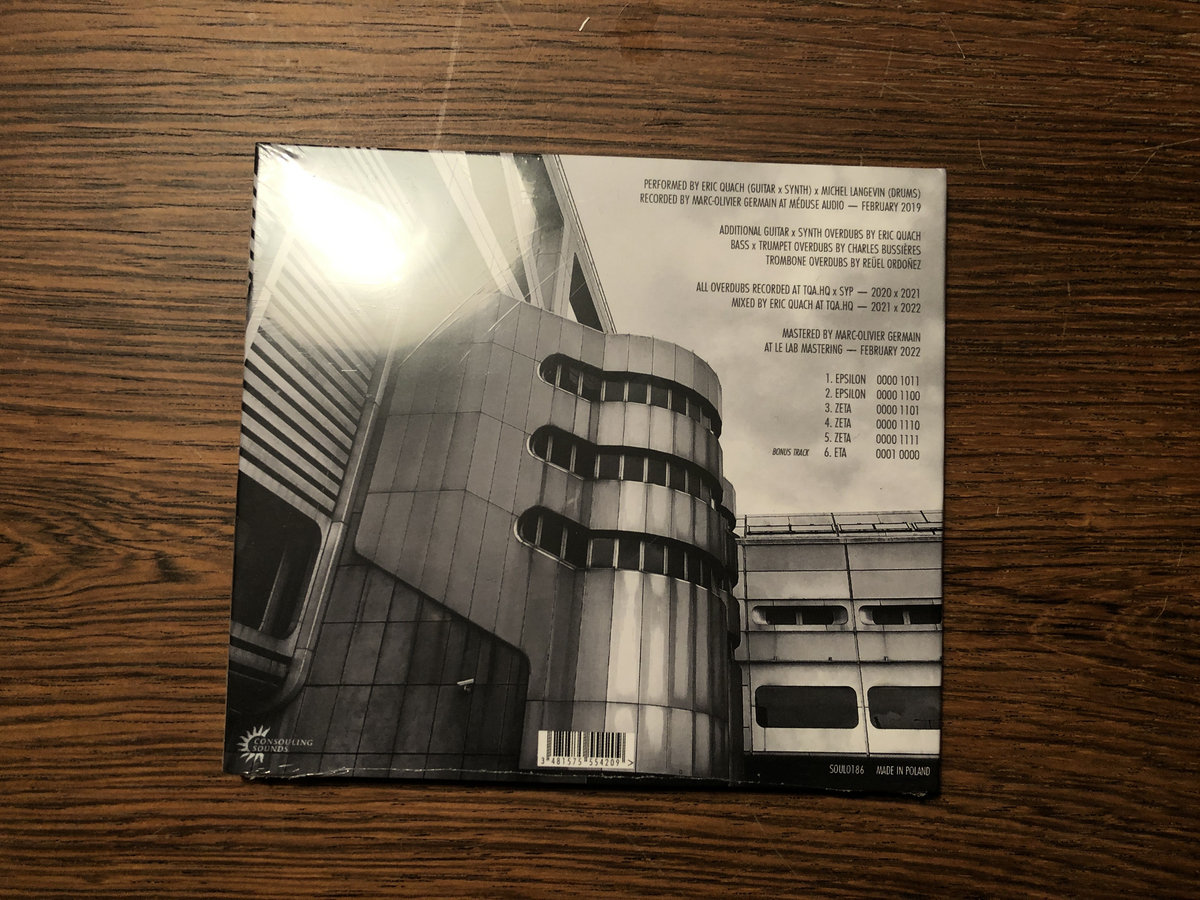 PERFORMED BY ERIC QUACH (GUITAR x SYNTH) x MICHEL LANGEVIN (DRUMS)
RECORDED BY MARC-OLIVIER GERMAIN AT MÉDUSE AUDIO — FEBRUARY 2019
ADDITIONAL GUITAR x SYNTH OVERDUBS BY ERIC QUACH
BASS x TRUMPET OVERDUBS BY CHARLES BUSSIÈRES
TROMBONE OVERDUBS BY REÜEL ORDOÑEZ
ALL OVERDUBS RECORDED AT TQA.HQ x SYP — 2020 x 2021
MIXED BY ERIC QUACH AT TQA.HQ — 2021 x 2022
MASTERED BY MARC-OLIVIER GERMAIN
AT LE LAB MASTERING — FEBRUARY 2022
1. EPSILON 0000 1011
2. EPSILON 0000 1100
3. ZETA 0000 1101
4. ZETA 0000 1110
5. ZETA 0000 1111
BONUS TRACK 6. ETA 0001 0000
CONSOULING
SOUNDS
3 481575 554209 >
SOUL0186 MADE IN POLAND